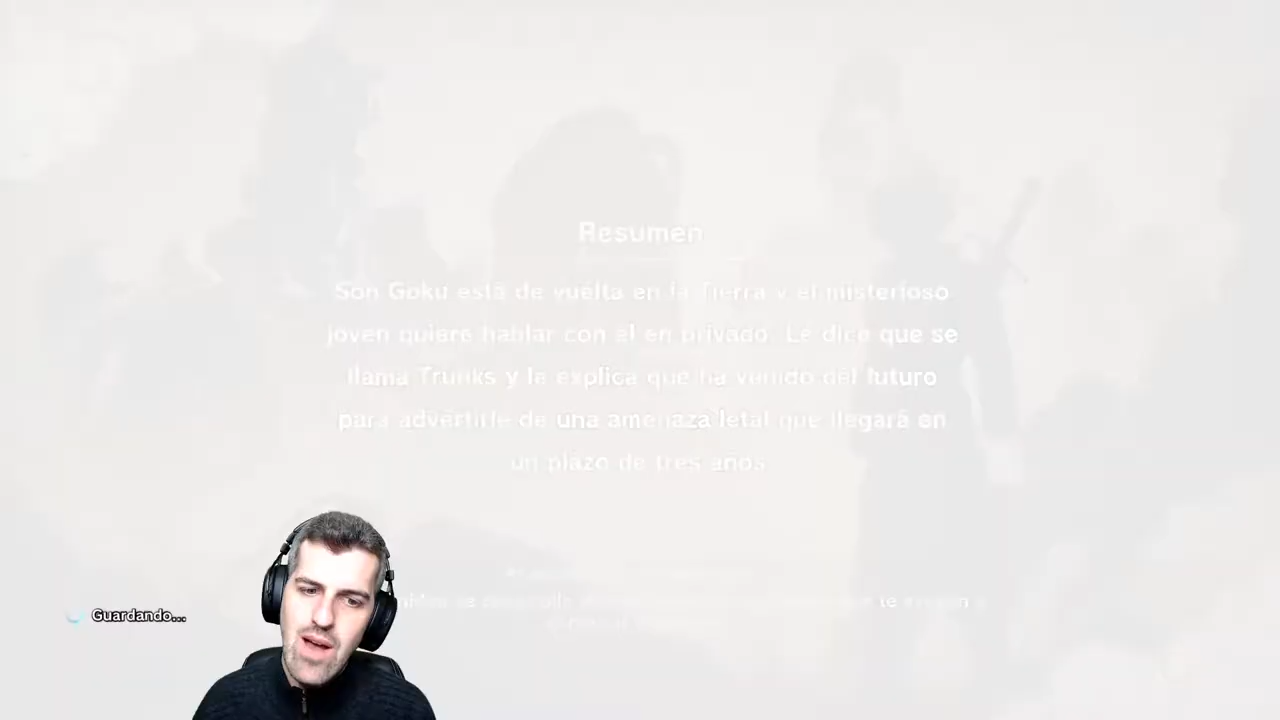 Resumen
Son Goku está de vuelta en la Tierra y el misterioso
joven quiere hablar con él en privado. Le dice que se
llama Trunks y le explica que ha venido del futuro
para advertirle de una amenaza letal que llegará en
un plazo de tres años.
Guardando...